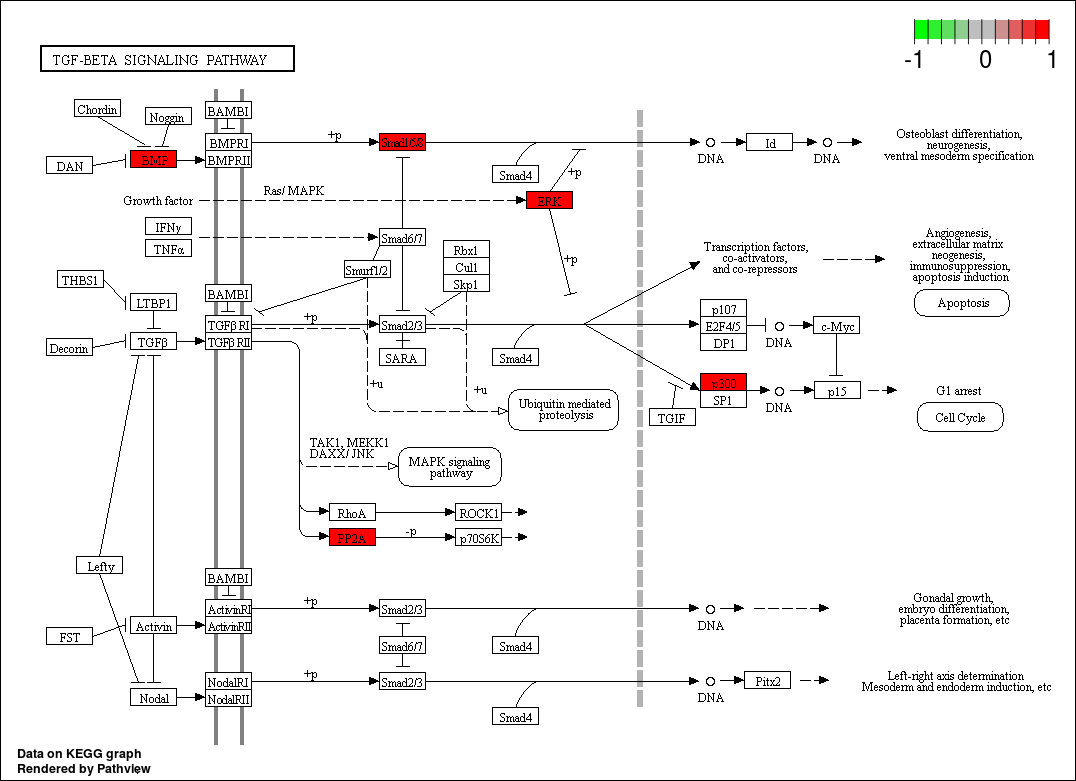 -1 0 1
TGF-BETA SIGNALING PATHWAY
Chordin
Noggin
BAMBI
DAN
BMP
BMPRI
BMPRII
+p
Smad1/5/8
Smad4
+p
DNA
Id
DNA
Osteoblast differentiation,
neurogenesis,
ventral mesoderm specification
Growth factor
Ras/ MAPK
ERK
IFNγ
TNFα
Smad6/7
Smurf1/2
Rbx1
Cul1
Skp1
+p
Transcription factors,
co-activators,
and co-repressors
Angiogenesis,
extracellular matrix
neogenesis,
immunosuppression,
apoptosis induction
Apoptosis
THBS1
LTBP1
BAMBI
Decorin
TGFβ
TGFβ RI
TGFβ RII
+p
Smad2/3
SARA
Smad4
p107
E2F4/5
DP1
DNA
c-Myc
+u
+u
Ubiquitin mediated
proteolysis
TGIF
p300
SP1
DNA
p15
G1 arrest
Cell Cycle
TAK1, MEKK1
DAXX/ JNK
MAPK signaling
pathway
RhoA
ROCK1
PP2A
-p
p70S6K
Lefty
BAMBI
FST
Activin
ActivinRI
ActivinRII
+p
Smad2/3
Smad6/7
Smad4
DNA
Gonadal growth,
embryo differentiation,
placenta formation, etc
Nodal
NodalRI
NodalRII
+p
Smad2/3
Smad4
DNA
Pitx2
Left-right axis determination
Mesoderm and endoderm induction, etc
Data on KEGG graph
Rendered by Pathview